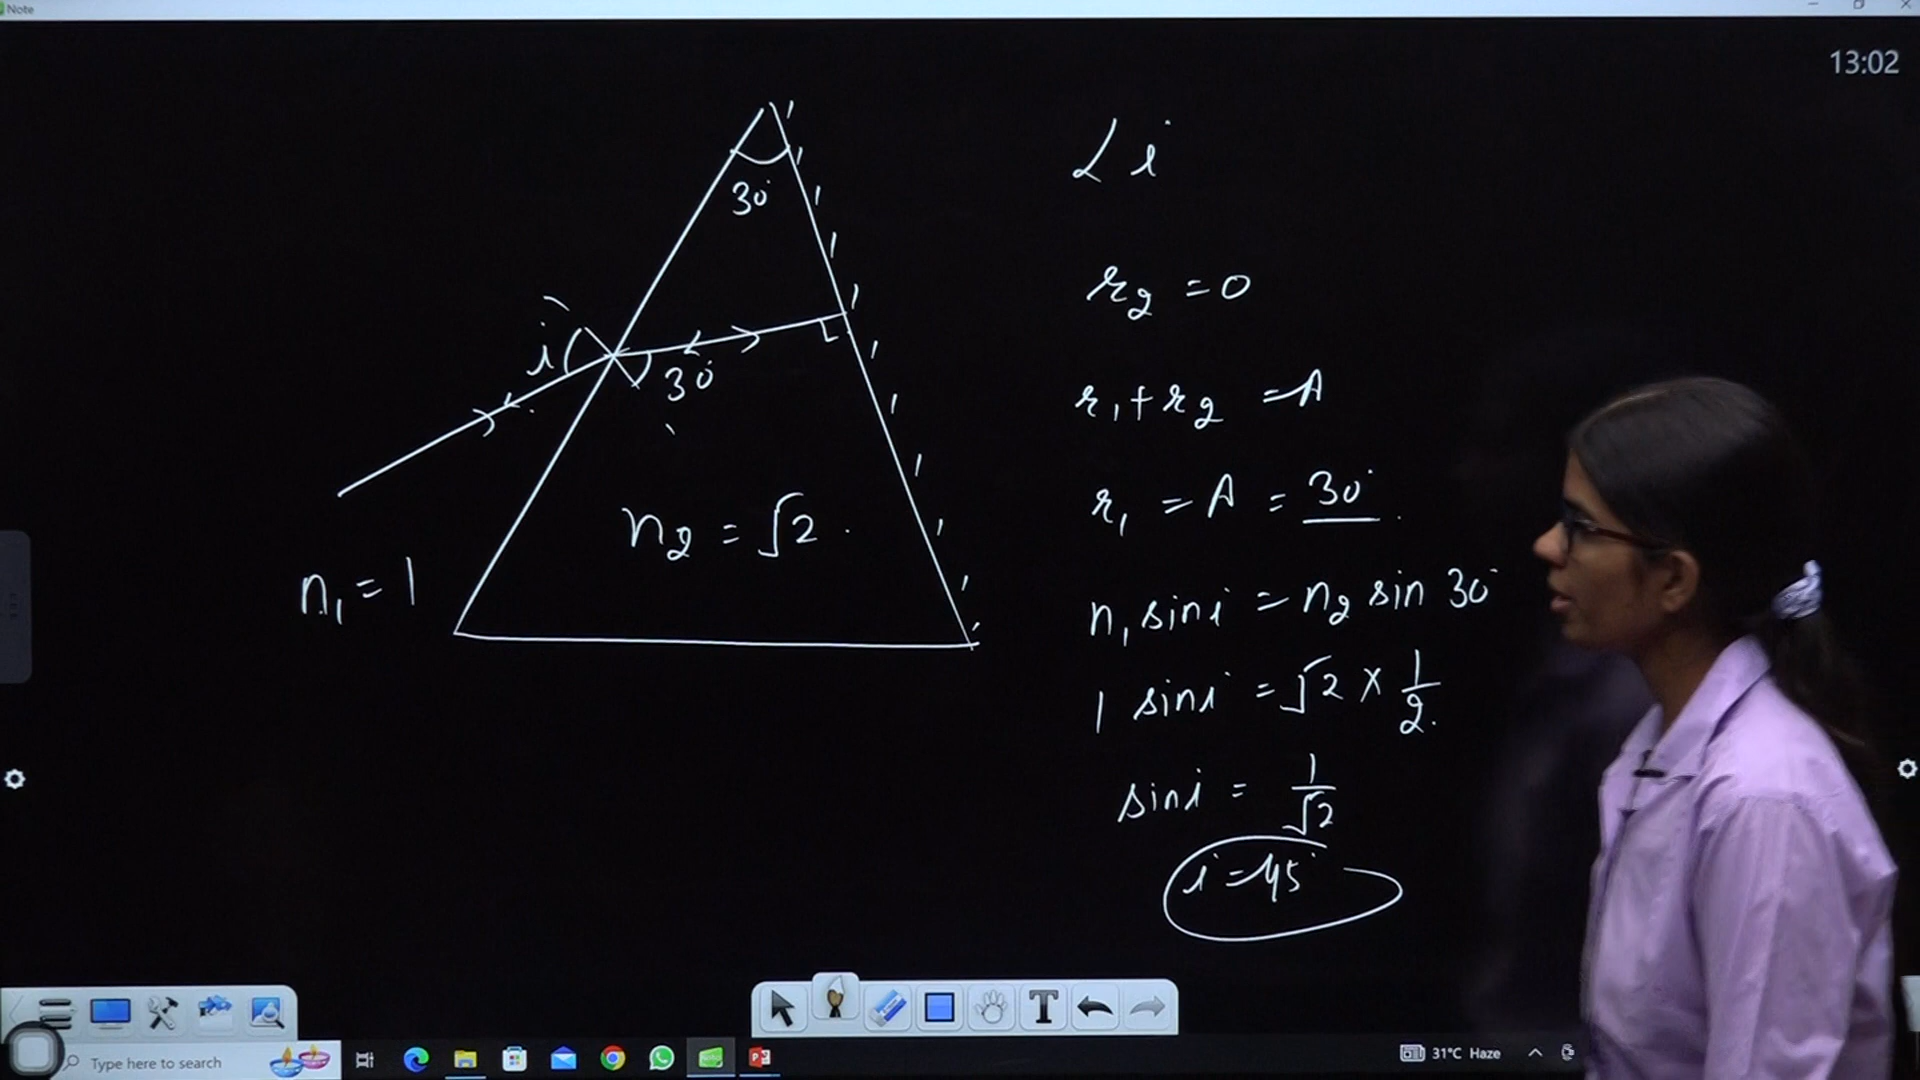 Note
13:02
30°
i
30°
n₂ = √2
n₁ = 1
∠i
r₂ = 0
r₁ + r₂ = A
r₁ = A = 30°
n₁ sin i = n₂ sin 30°
1 sin i = √2 × 1/2
sin i = 1/√2
i = 45°
T
Type here to search
31°C Haze